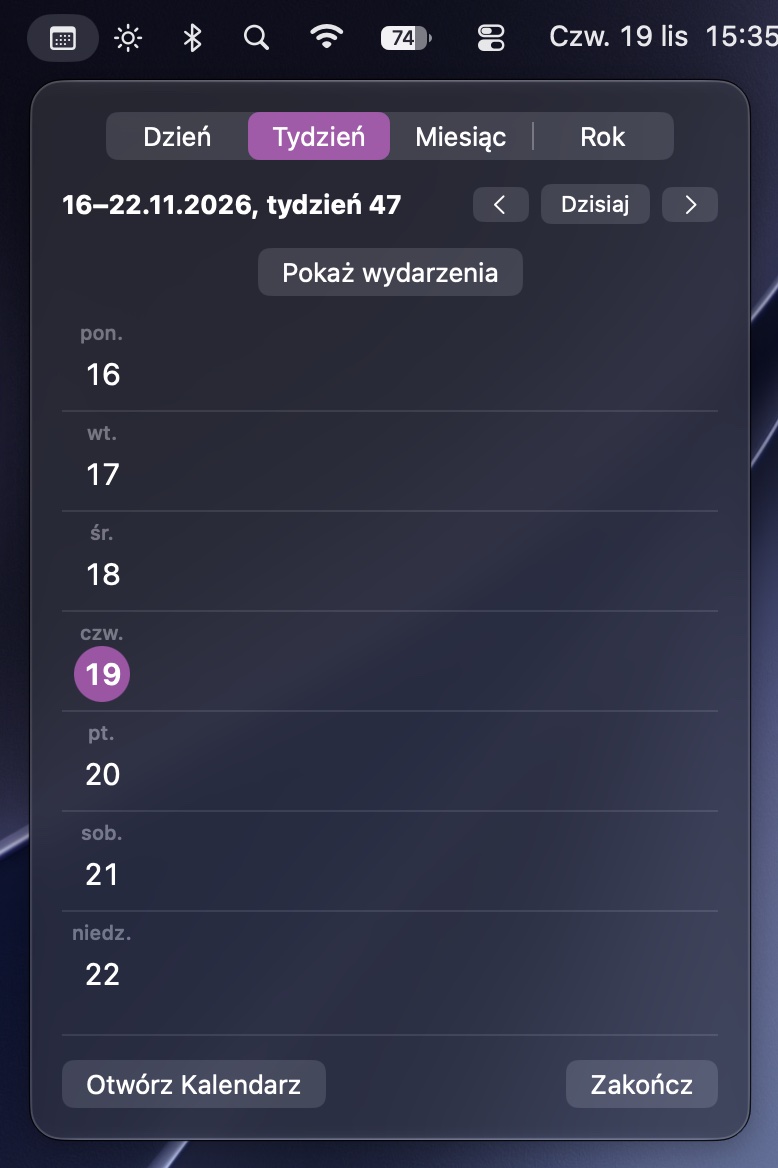 74 Czw. 19 lis 15:35
Dzień Tydzień Miesiąc Rok
16–22.11.2026, tydzień 47 Dzisiaj
Pokaż wydarzenia
pon.
16
wt.
17
śr.
18
czw.
19
pt.
20
sob.
21
niedz.
22
Otwórz Kalendarz Zakończ